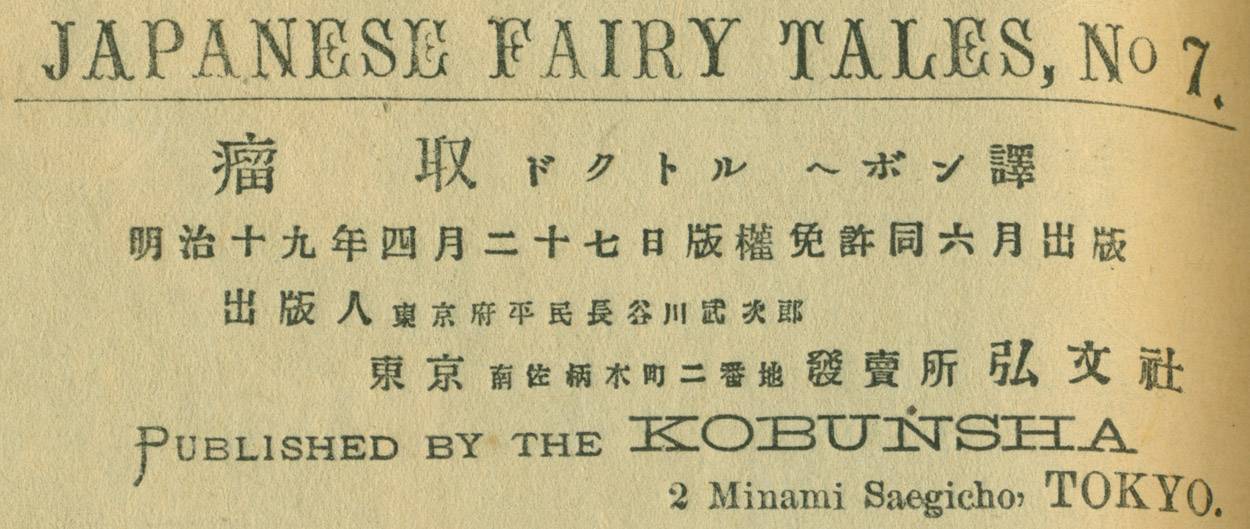 JAPANESE FAIRY TALES, No 7.
瘤 取 ドクトル ヘボン譯
明治十九年四月二十七日版權免許同六月出版
出版人 東京府平民長谷川武次郎
東京 南佐柄木町二番地 發賣所 弘文社
PUBLISHED BY THE KOBUNSHA
2 Minami Saegicho, TOKYO.